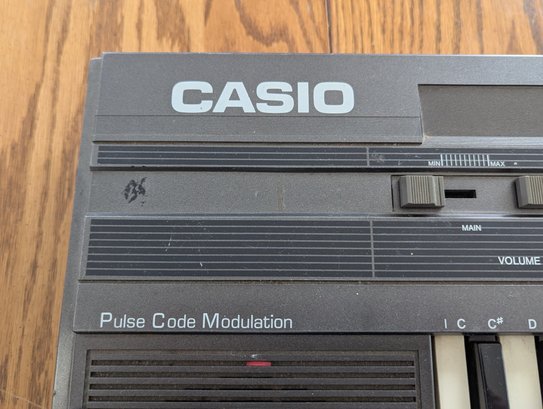 CASIO
MIN MAX
MAIN
VOLUME
Pulse Code Modulation
I C C# D